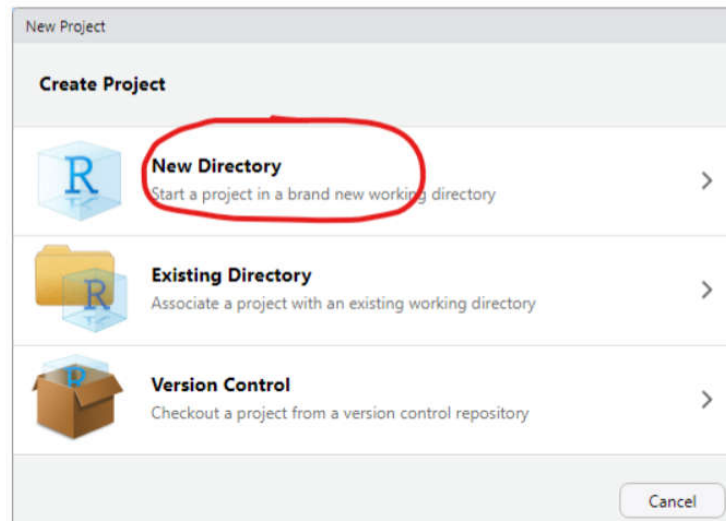 New Project
Create Project
R
New Directory
Start a project in a brand new working directory
R
Existing Directory
Associate a project with an existing working directory
R
Version Control
Checkout a project from a version control repository
Cancel